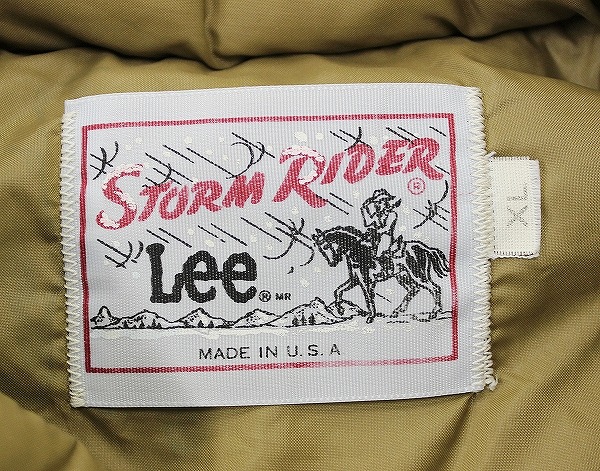 STORM RIDER ®
Lee ® MR
MADE IN U.S.A
XL